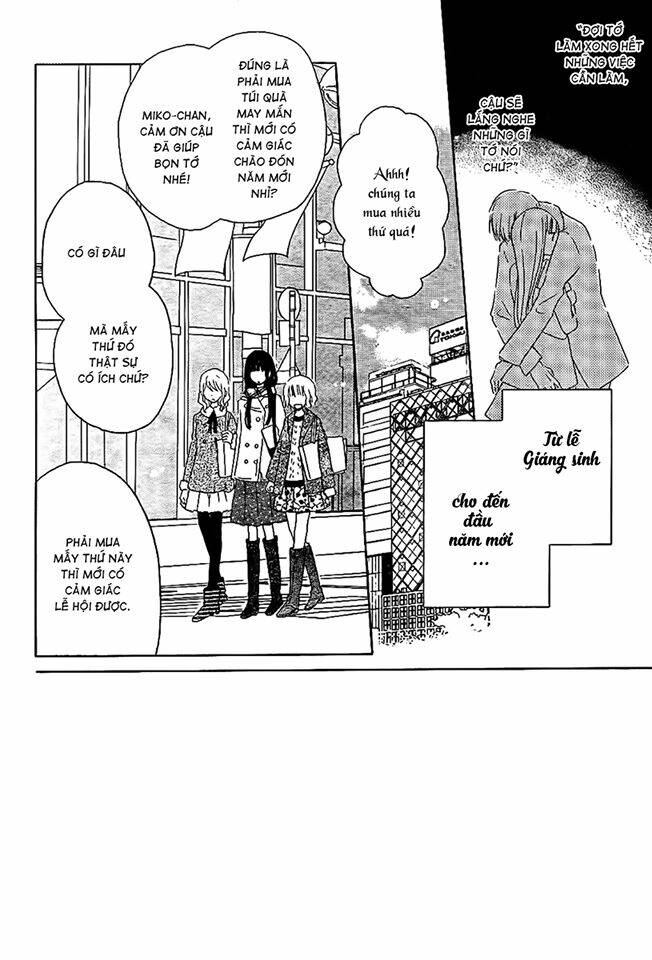 "ĐỢI TỚ
LÀM XONG HẾT
NHỮNG VIỆC
CẦN LÀM,
CẬU SẼ
LẮNG NGHE
NHỮNG GÌ
TỚ NÓI
CHỨ?"
Từ lễ
Giáng sinh
cho đến
đầu
năm mới
...
Ahhh!
chúng ta
mua nhiều
thứ quá!
ĐÚNG LÀ
PHẢI MUA
TÚI QUÀ
MAY MẮN
THÌ MỚI CÓ
CẢM GIÁC
CHÀO ĐÓN
NĂM MỚI
NHỈ?
MIKO-CHAN,
CẢM ƠN CẬU
ĐÃ GIÚP
BỌN TỚ
NHÉ!
CÓ GÌ ĐÂU
MÀ MẤY
THỨ ĐÓ
THẬT SỰ
CÓ ÍCH CHỨ?
PHẢI MUA
MẤY THỨ NÀY
THÌ MỚI CÓ
CẢM GIÁC
LỄ HỘI ĐƯỢC.